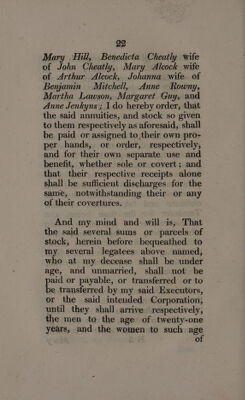 22
Mary Hill, Benedicta Cheatly wife
of John Cheatly, Mary Alcock wife
of Arthur Alcock, Johanna wife of
Benjamin Mitchell, Anne Rowny,
Martha Lawson, Margaret Guy, and
Anne Jenkyns; I do hereby order, that
the said annuities, and stock so given
to them respectively as aforesaid, shall
be paid or assigned to their own pro-
per hands, or order, respectively,
and for their own separate use and
benefit, whether sole or covert; and
that their respective receipts alone
shall be sufficient discharges for the
same, notwithstanding their or any
of their covertures.
And my mind and will is, That
the said several sums or parcels of
stock, herein before bequeathed to
my several legatees above named,
who at my decease shall be under
age, and unmarried, shall not be
paid or payable, or transferred or to
be transferred by my said Executors,
or the said intended Corporation,
until they shall arrive respectively,
the men to the age of twenty-one
years, and the women to such age
of